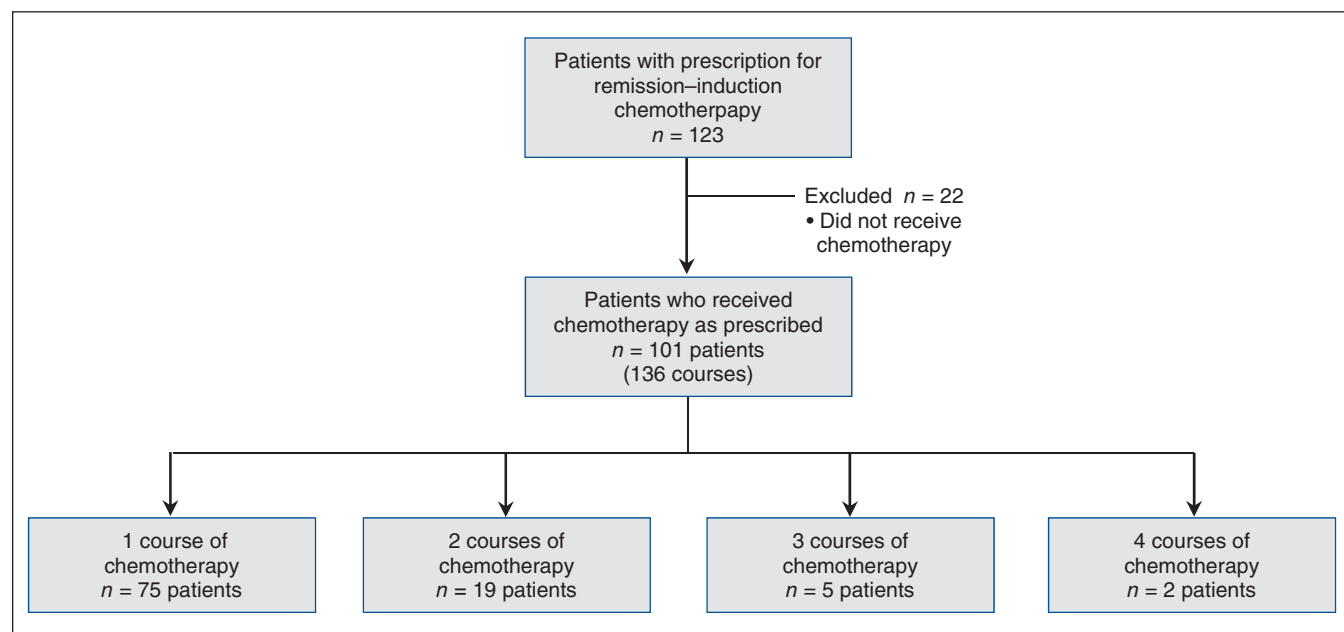 Patients with prescription for
remission–induction
chemotherpapy
n = 123
Excluded n = 22
• Did not receive
chemotherapy
Patients who received
chemotherapy as prescribed
n = 101 patients
(136 courses)
1 course of
chemotherapy
n = 75 patients
2 courses of
chemotherapy
n = 19 patients
3 courses of
chemotherapy
n = 5 patients
4 courses of
chemotherapy
n = 2 patients